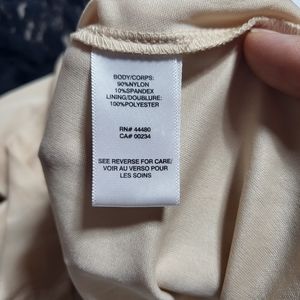 BODY/CORPS:
90%NYLON
10%SPANDEX
LINING/DOUBLURE:
100%POLYESTER
RN# 44480
CA# 00234
SEE REVERSE FOR CARE/
VOIR AU VERSO POUR
LES SOINS